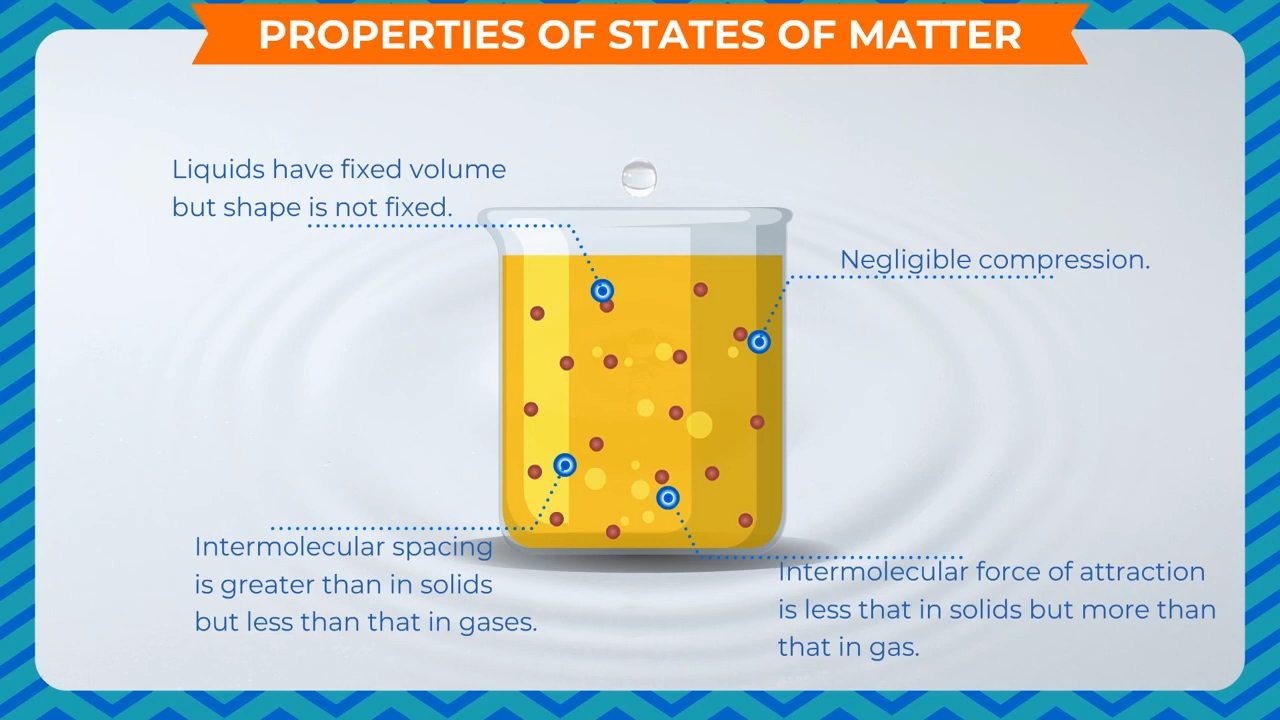 PROPERTIES OF STATES OF MATTER
Liquids have fixed volume
but shape is not fixed.
Negligible compression.
Intermolecular spacing
is greater than in solids
but less than that in gases.
Intermolecular force of attraction
is less that in solids but more than
that in gas.